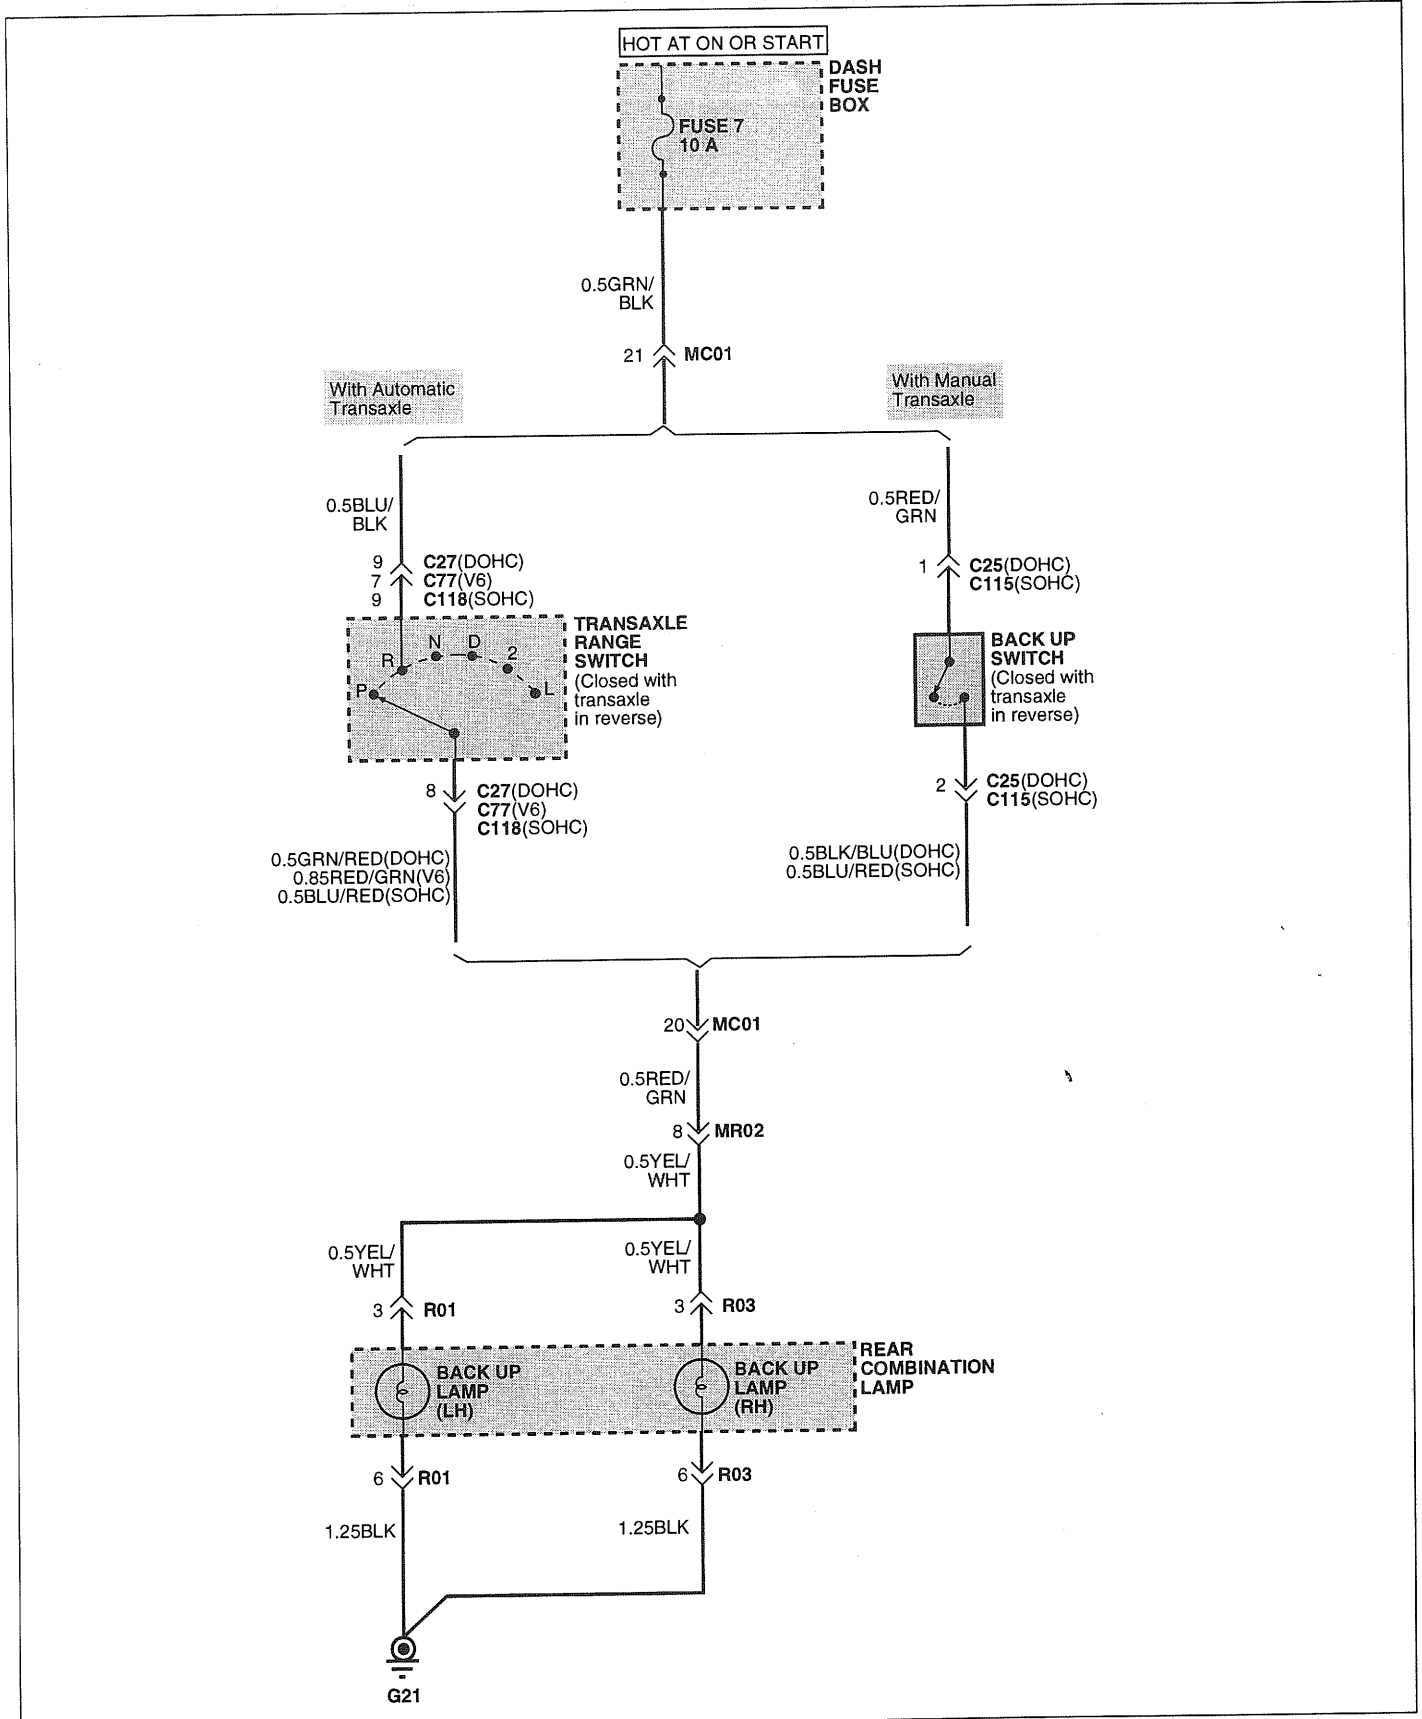 HOT AT ON OR START
DASH
FUSE
BOX
FUSE 7
10 A
0.5GRN/
BLK
21 MC01
With Automatic
Transaxle
With Manual
Transaxle
0.5BLU/
BLK
0.5RED/
GRN
9 C27(DOHC)
7 C77(V6)
9 C118(SOHC)
1 C25(DOHC)
C115(SOHC)
TRANSAXLE
RANGE
SWITCH
(Closed with
transaxle
in reverse)
P R N D 2 L
BACK UP
SWITCH
(Closed with
transaxle
in reverse)
8 C27(DOHC)
C77(V6)
C118(SOHC)
2 C25(DOHC)
C115(SOHC)
0.5GRN/RED(DOHC)
0.85RED/GRN(V6)
0.5BLU/RED(SOHC)
0.5BLK/BLU(DOHC)
0.5BLU/RED(SOHC)
20 MC01
0.5RED/
GRN
8 MR02
0.5YEL/
WHT
0.5YEL/
WHT
0.5YEL/
WHT
3 R01
3 R03
REAR
COMBINATION
LAMP
BACK UP
LAMP
(LH)
BACK UP
LAMP
(RH)
6 R01
6 R03
1.25BLK
1.25BLK
G21